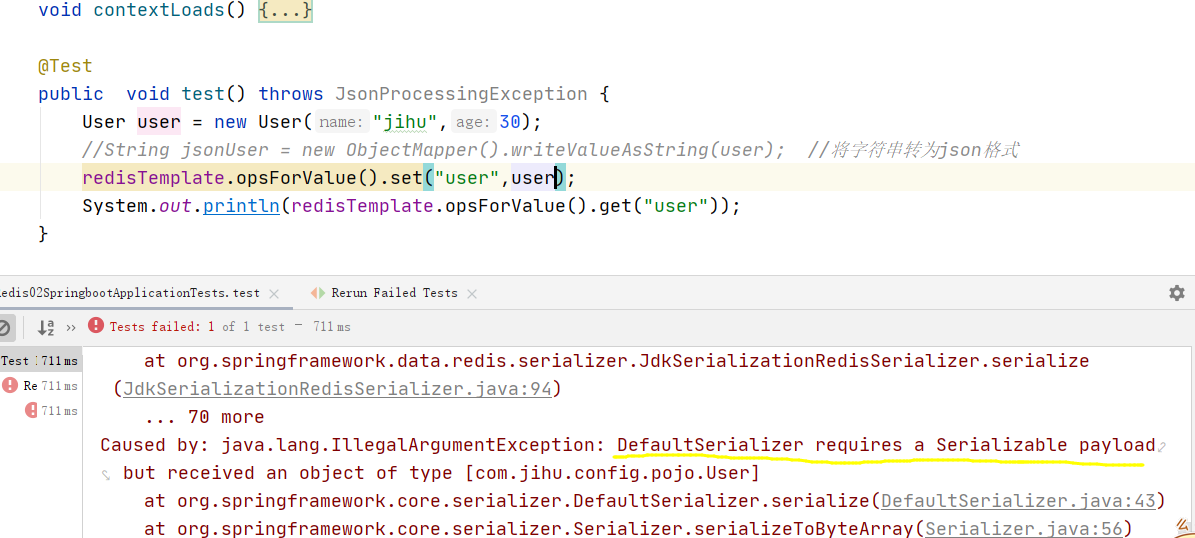 void contextLoads() {...}
@Test
public  void test() throws JsonProcessingException {
User user = new User( name: "jihu", age: 30);
//String jsonUser = new ObjectMapper().writeValueAsString(user);  //将字符串转为json格式
redisTemplate.opsForValue().set("user",user);
System.out.println(redisTemplate.opsForValue().get("user"));
}
edis02SpringbootApplicationTests.test × Rerun Failed Tests ×
» Tests failed: 1 of 1 test – 711 ms
Test 711 ms
Re 711 ms
711 ms
at org.springframework.data.redis.serializer.JdkSerializationRedisSerializer.serialize
(JdkSerializationRedisSerializer.java:94)
... 70 more
Caused by: java.lang.IllegalArgumentException: DefaultSerializer requires a Serializable payload
but received an object of type [com.jihu.config.pojo.User]
at org.springframework.core.serializer.DefaultSerializer.serialize(DefaultSerializer.java:43)
at org.springframework.core.serializer.Serializer.serializeToByteArray(Serializer.java:56)